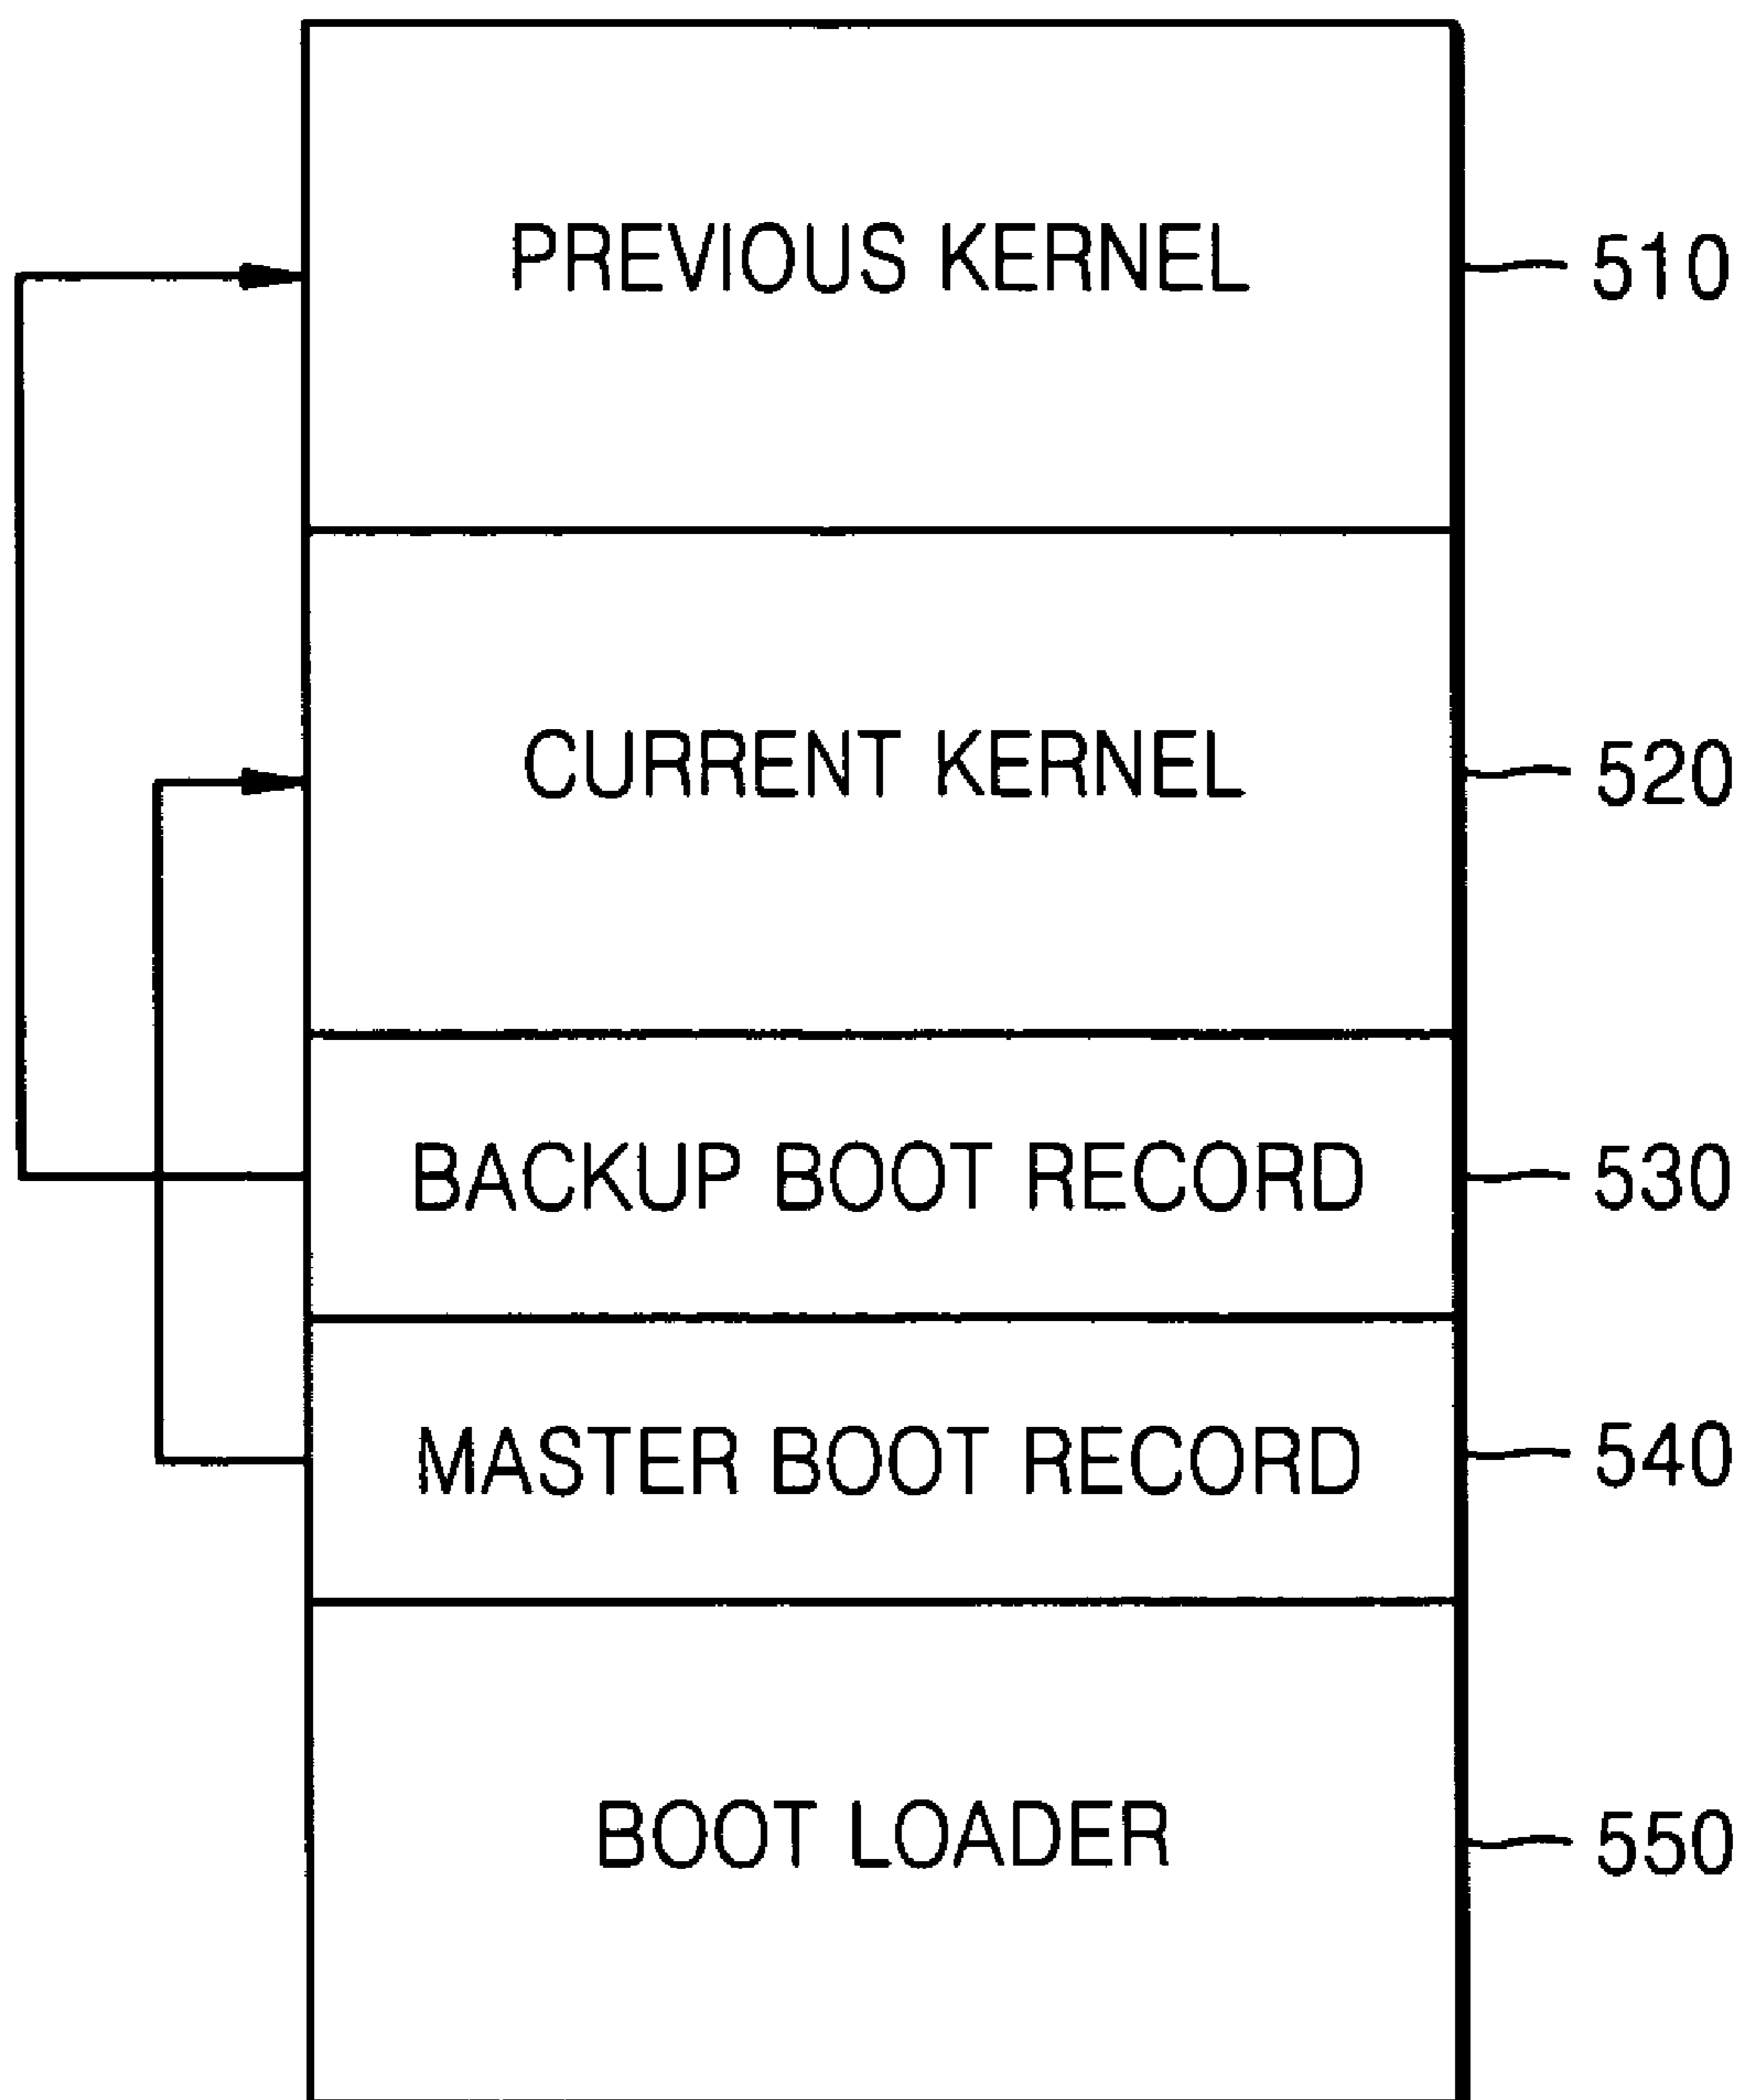 PREVIOUS KERNEL 510
CURRENT KERNEL 520
BACKUP BOOT RECORD 530
MASTER BOOT RECORD 540
BOOT LOADER 550